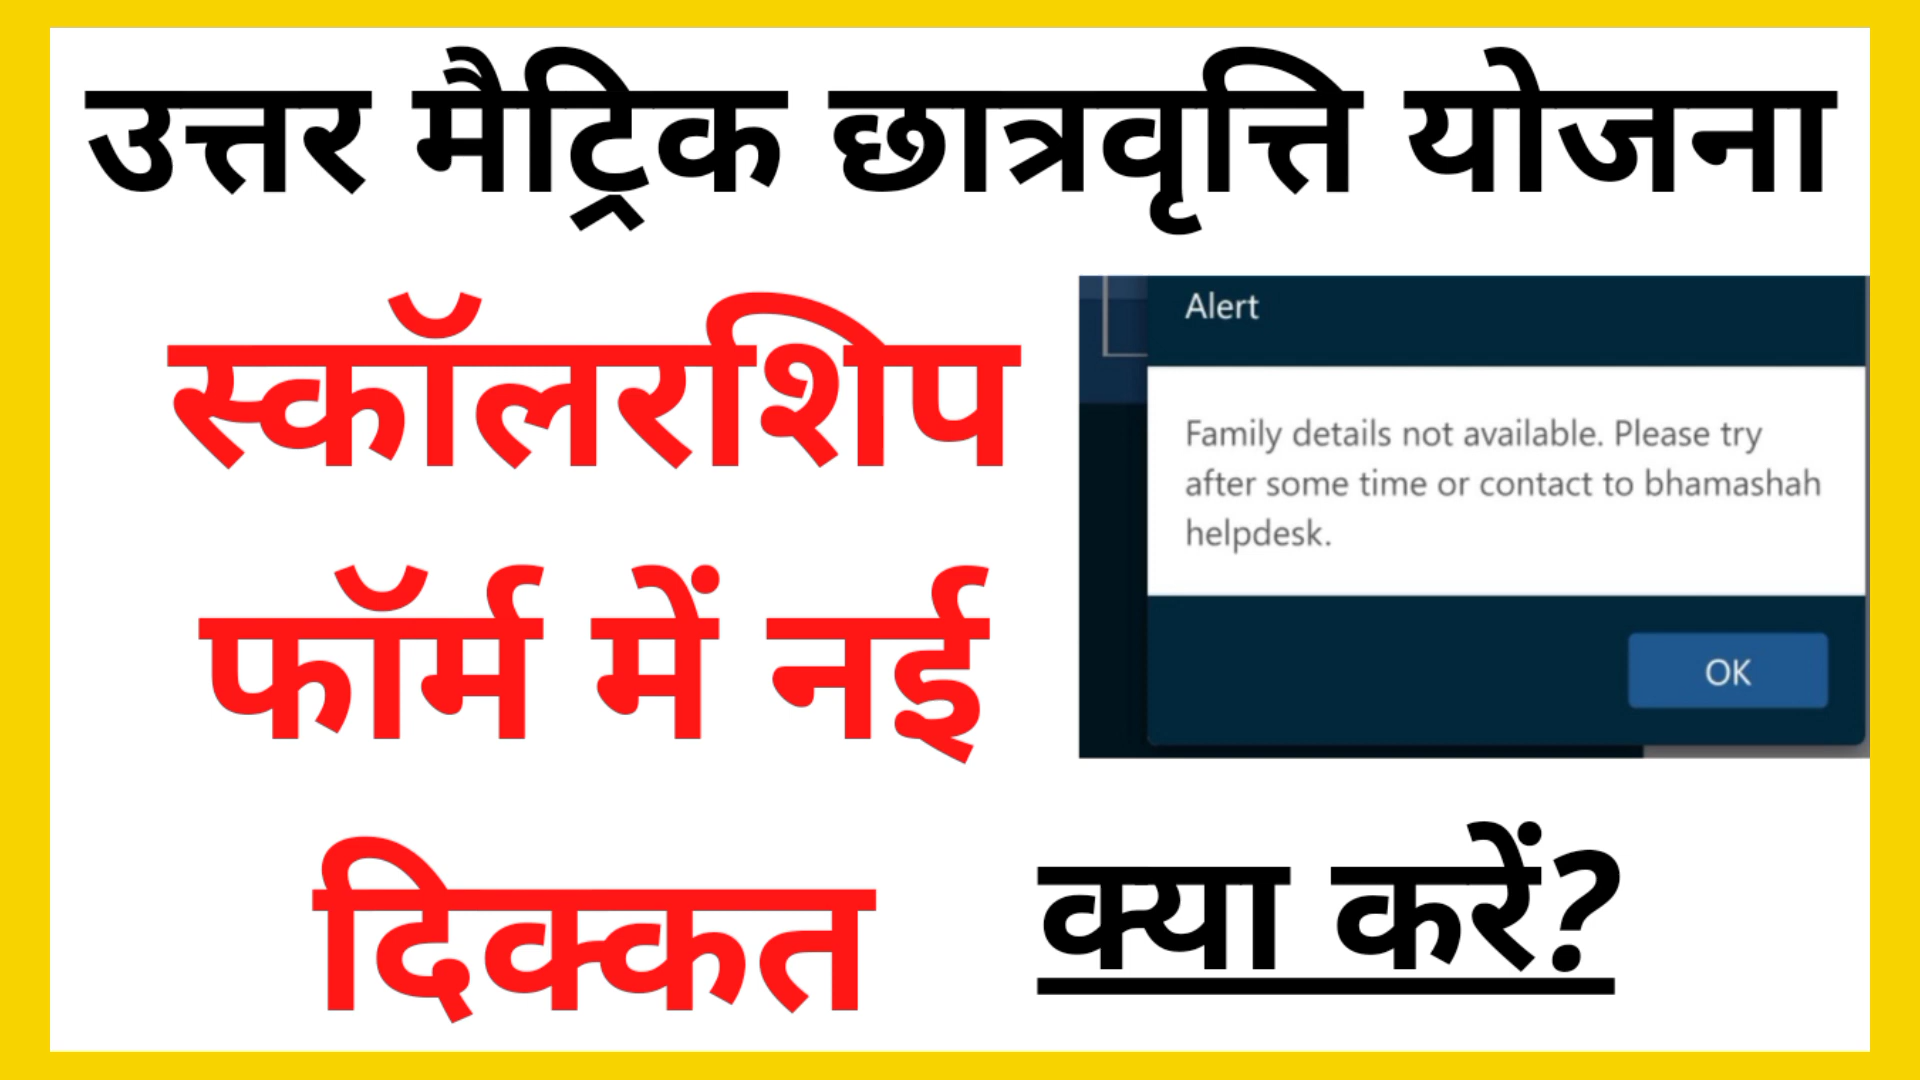 उत्तर मैट्रिक छात्रवृत्ति योजना
स्कॉलरशिप
फॉर्म में नई
दिक्कत
Alert
Family details not available. Please try
after some time or contact to bhamashah
helpdesk.
OK
क्या करें?